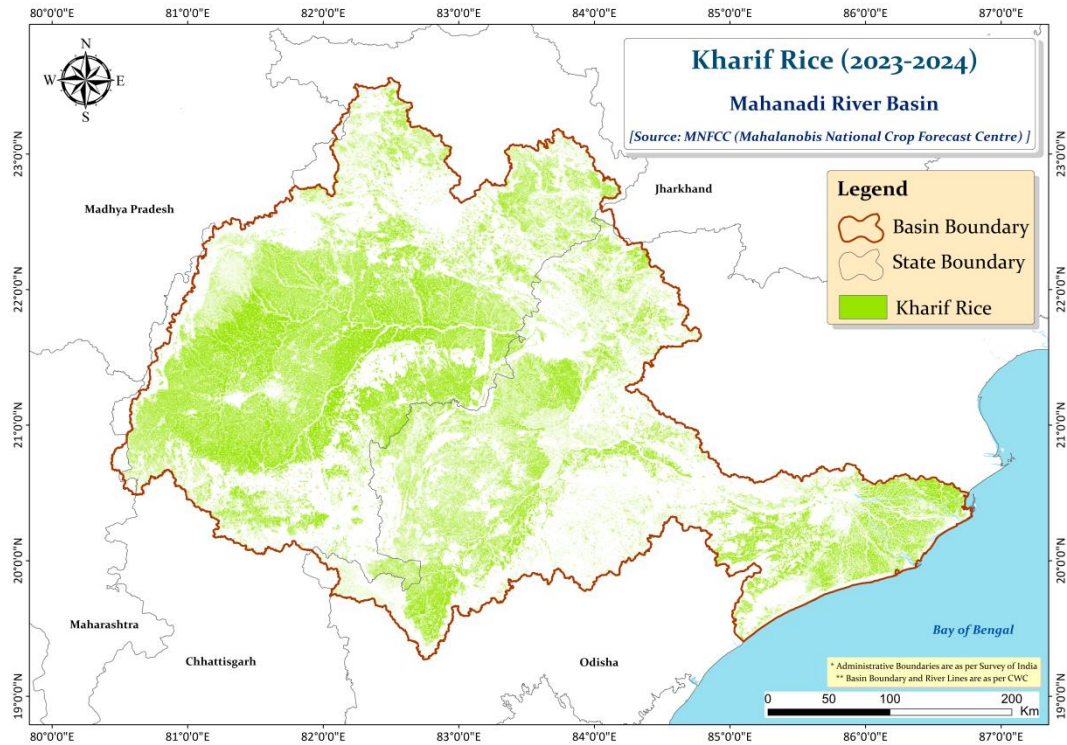 80°0'0"E 81°0'0"E 82°0'0"E 83°0'0"E 84°0'0"E 85°0'0"E 86°0'0"E 87°0'0"E
N
W E
S
Kharif Rice (2023-2024)
Mahanadi River Basin
[Source: MNFCC (Mahalanobis National Crop Forecast Centre) ]
23°0'0"N
22°0'0"N
21°0'0"N
20°0'0"N
19°0'0"N
23°0'0"N
22°0'0"N
21°0'0"N
20°0'0"N
19°0'0"N
Madhya Pradesh
Jharkhand
Legend
Basin Boundary
State Boundary
Kharif Rice
Maharashtra
Chhattisgarh
Odisha
Bay of Bengal
* Administrative Boundaries are as per Survey of India
** Basin Boundary and River Lines are as per CWC
0 50 100 200
Km
80°0'0"E 81°0'0"E 82°0'0"E 83°0'0"E 84°0'0"E 85°0'0"E 86°0'0"E 87°0'0"E